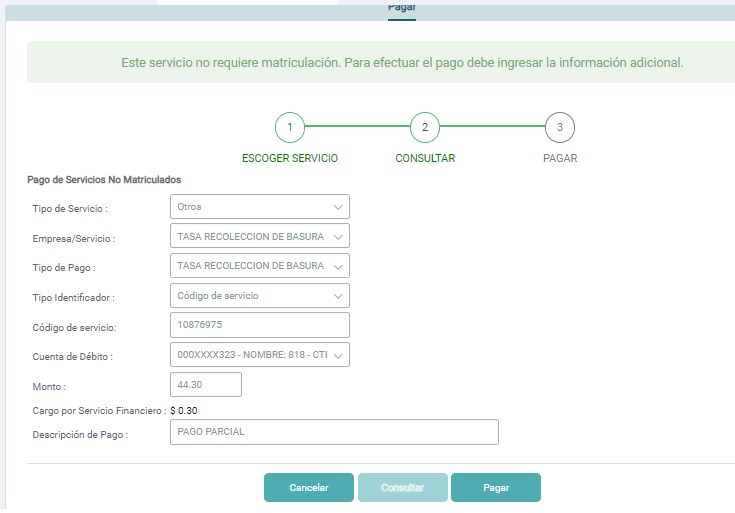 Pagar
Este servicio no requiere matriculación. Para efectuar el pago debe ingresar la información adicional.
1 2 3
ESCOGER SERVICIO CONSULTAR PAGAR
Pago de Servicios No Matriculados
Tipo de Servicio : Otros
Empresa/Servicio : TASA RECOLECCION DE BASURA
Tipo de Pago : TASA RECOLECCION DE BASURA
Tipo Identificador : Código de servicio
Código de servicio: 10876975
Cuenta de Débito : 000XXXX323 - NOMBRE: 818 - CTI
Monto : 44.30
Cargo por Servicio Financiero : $ 0.30
Descripción de Pago : PAGO PARCIAL
Cancelar Consultar Pagar